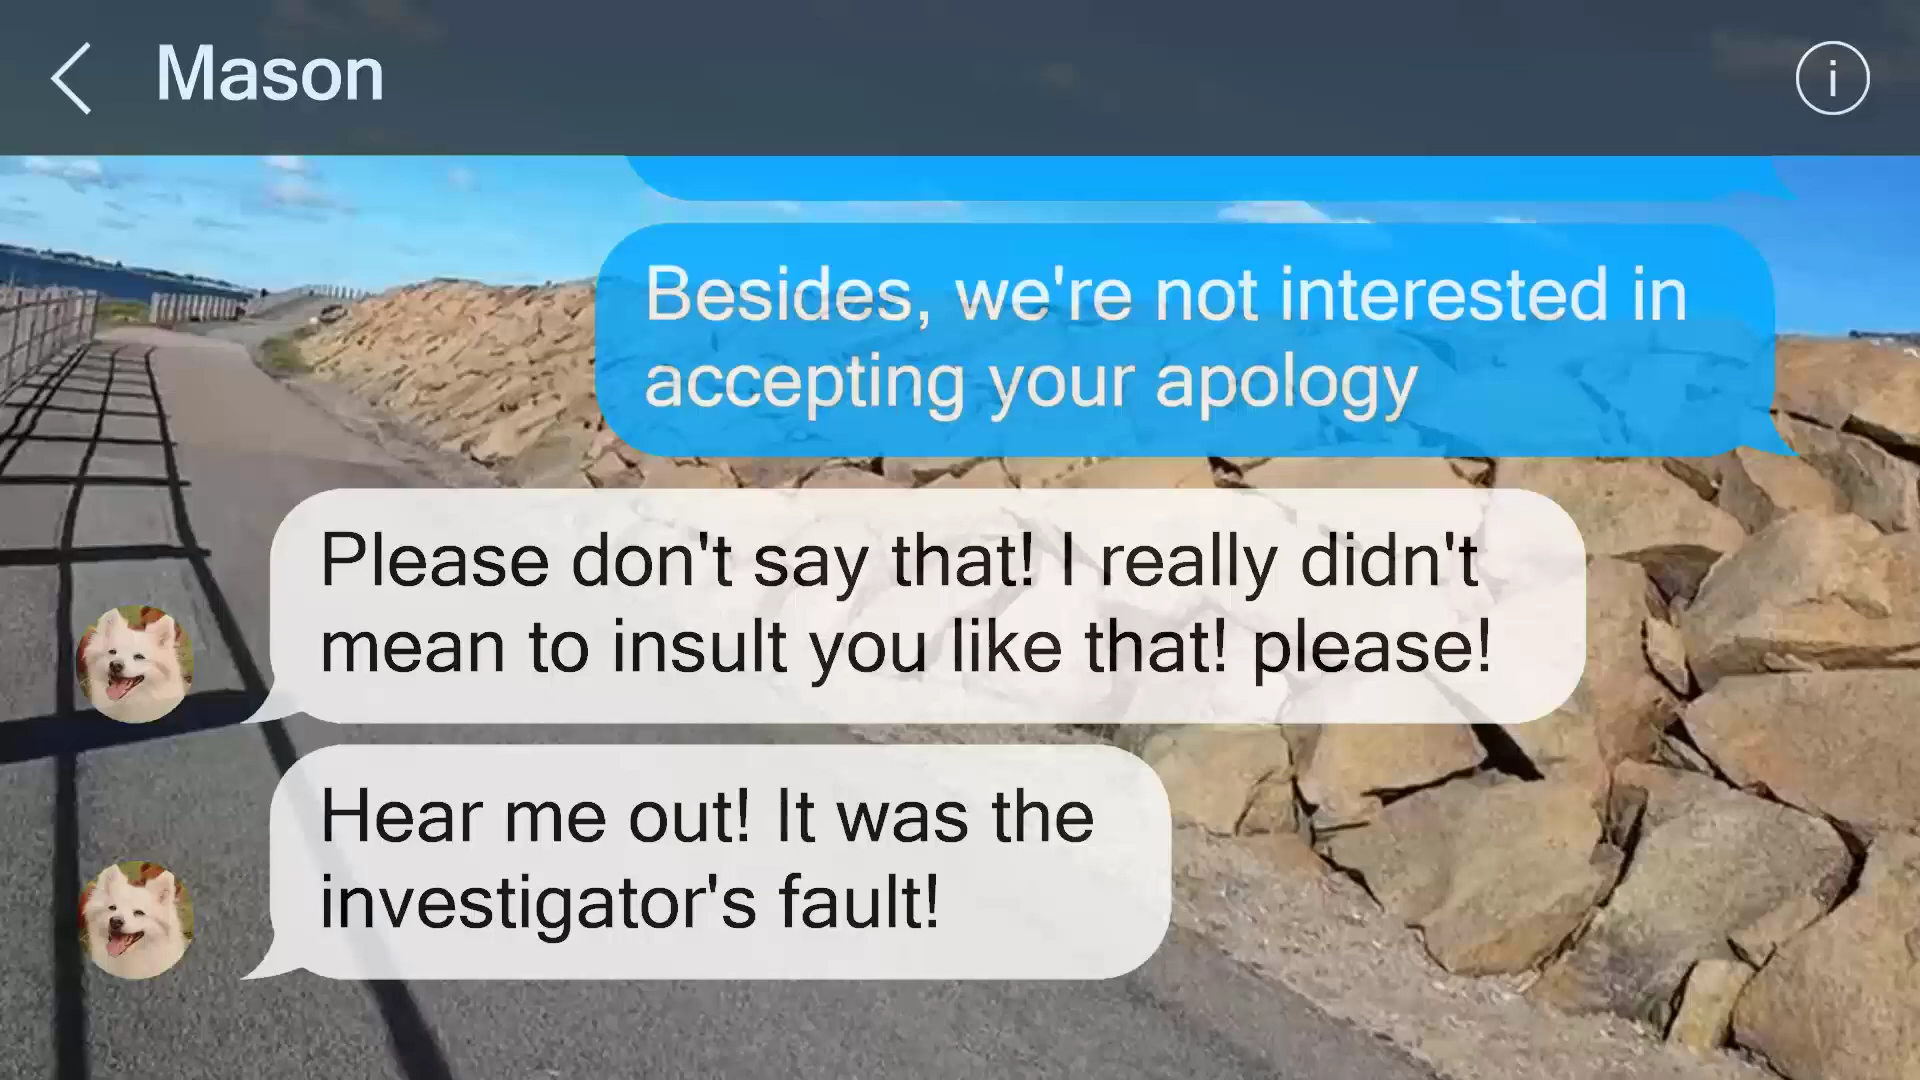 Mason
Besides, we're not interested in
accepting your apology
Please don't say that! I really didn't
mean to insult you like that! please!
Hear me out! It was the
investigator's fault!